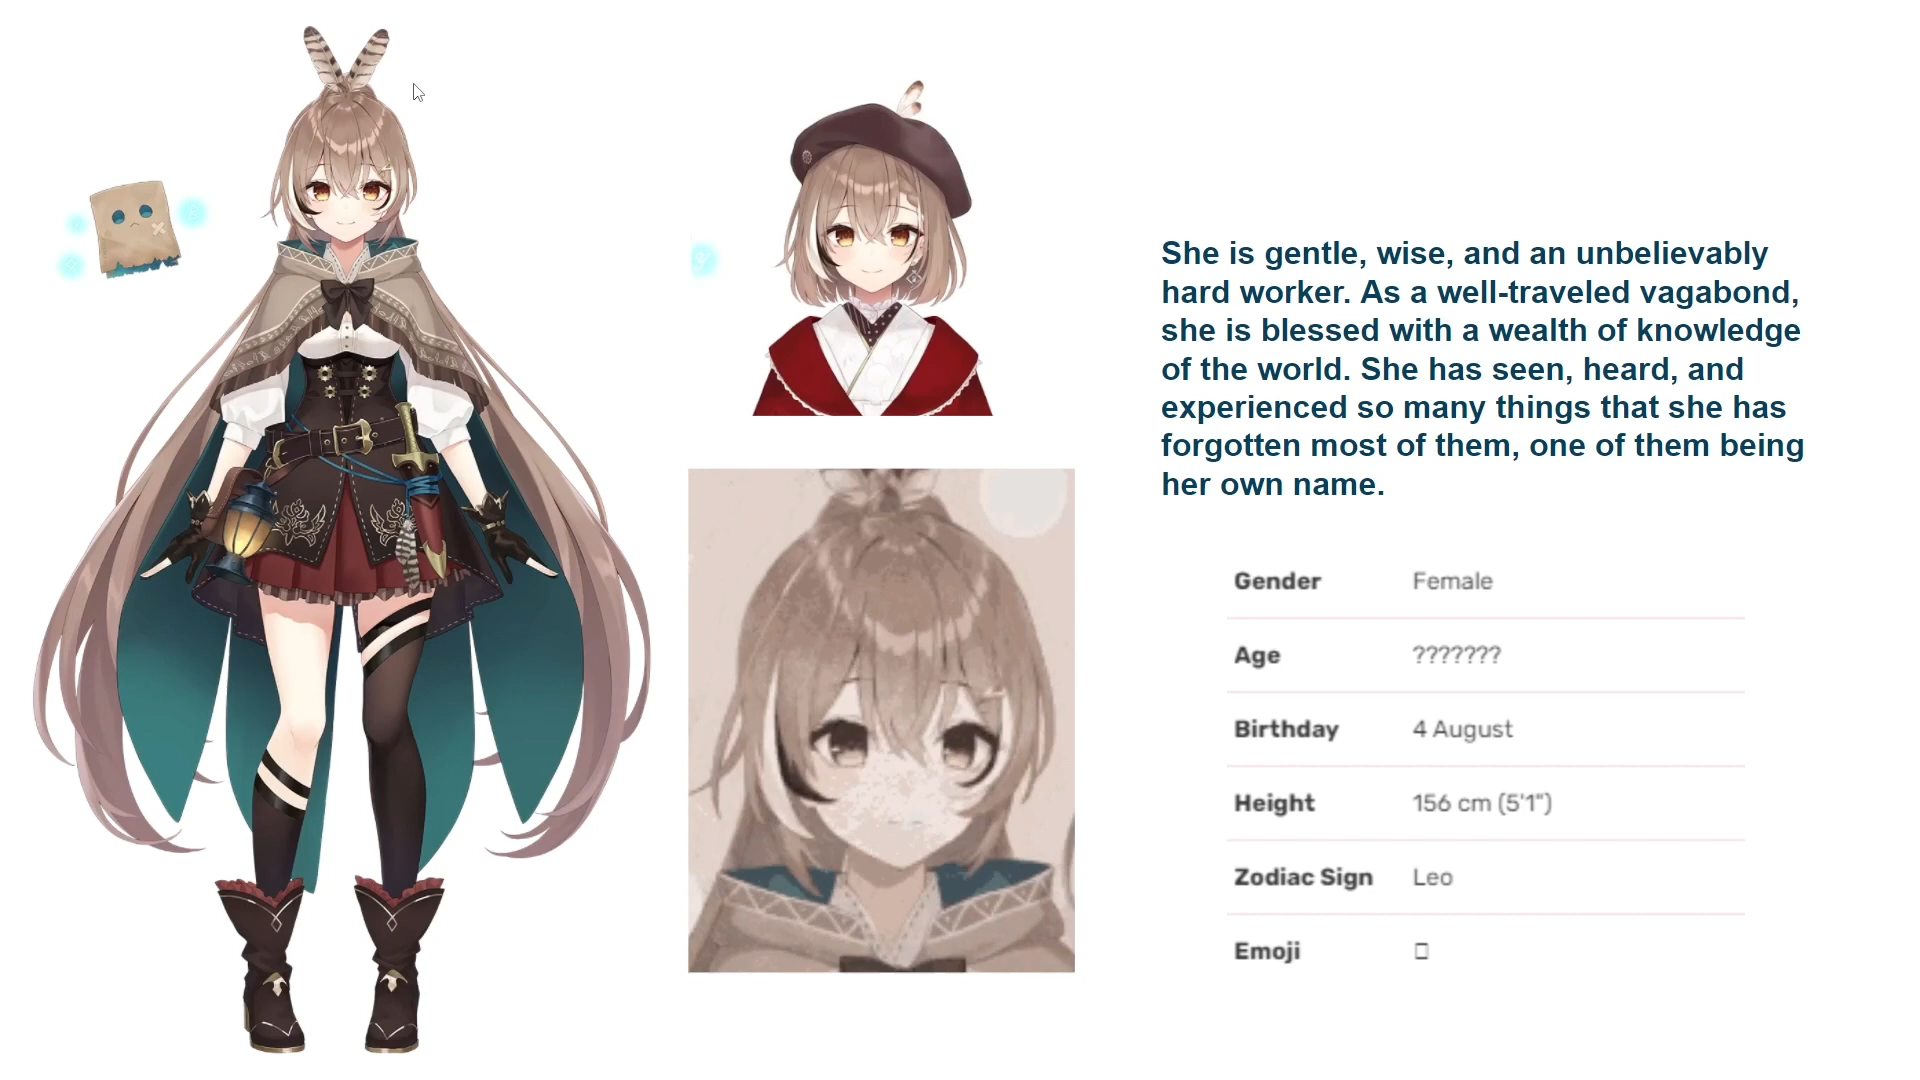 She is gentle, wise, and an unbelievably
hard worker. As a well-traveled vagabond,
she is blessed with a wealth of knowledge
of the world. She has seen, heard, and
experienced so many things that she has
forgotten most of them, one of them being
her own name.
Gender Female
Age ???????
Birthday 4 August
Height 156 cm (5'1")
Zodiac Sign Leo
Emoji